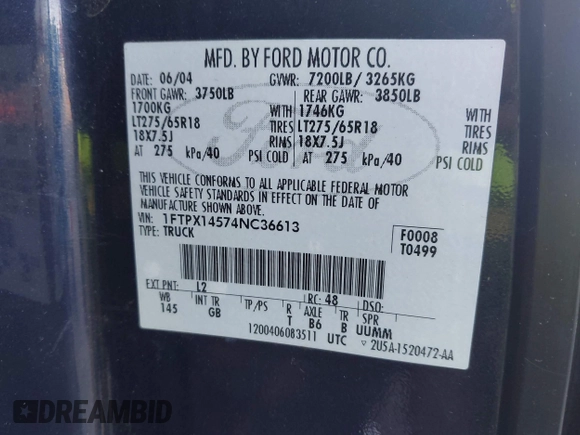 MFD. BY FORD MOTOR CO.
DATE: 06/04 GVWR: 7200LB/ 3265KG
FRONT GAWR: 3750LB REAR GAWR: 3850LB
1700KG WITH 1746KG WITH
LT275/65R18 TIRES LT275/65R18 TIRES
18X7.5J RIMS 18X7.5J RIMS
AT 275 kPa/40 PSI COLD AT 275 kPa/40 PSI COLD
THIS VEHICLE CONFORMS TO ALL APPLICABLE FEDERAL MOTOR
VEHICLE SAFETY STANDARDS IN EFFECT ON THE DATE OF
MANUFACTURE SHOWN ABOVE.
VIN: 1FTPX14574NC36613
TYPE: TRUCK
F0008
T0499
EXT PNT: L2 RC: 48 DSO:
WB INT TR TP/PS R AXLE TR SPR
145 GB T B6 B UUMM
1200406083511 UTC 2U5A-1520472-AA
Ford
DREAMBID